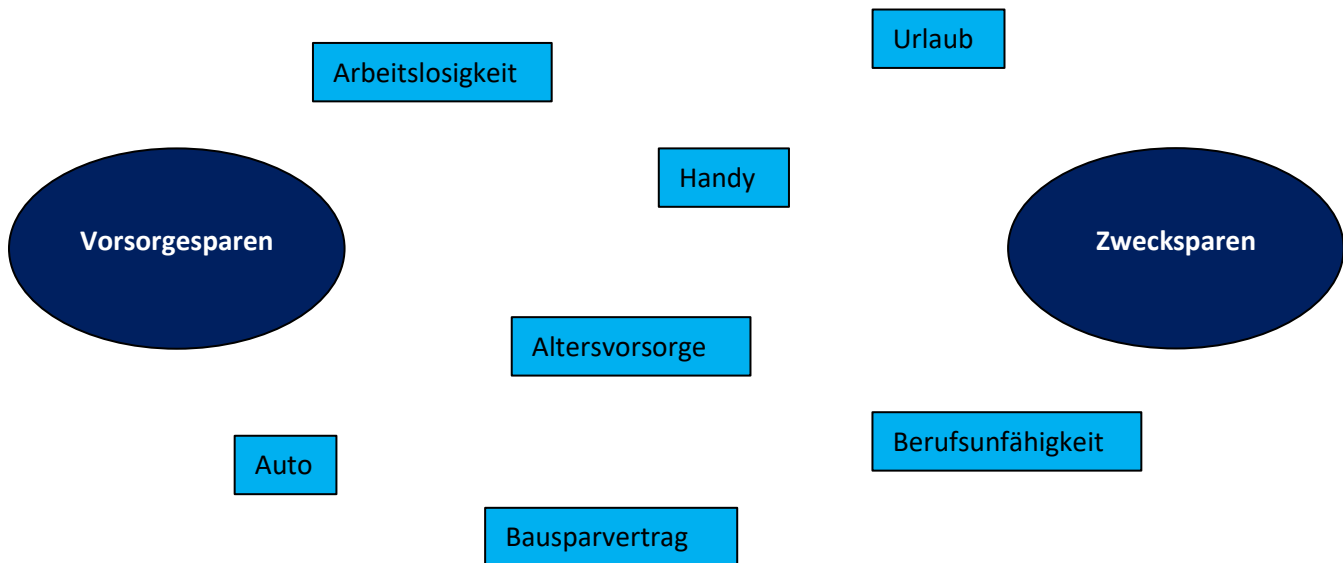 Urlaub
Arbeitslosigkeit
Handy
Vorsorgesparen
Zwecksparen
Altersvorsorge
Berufsunfähigkeit
Auto
Bausparvertrag